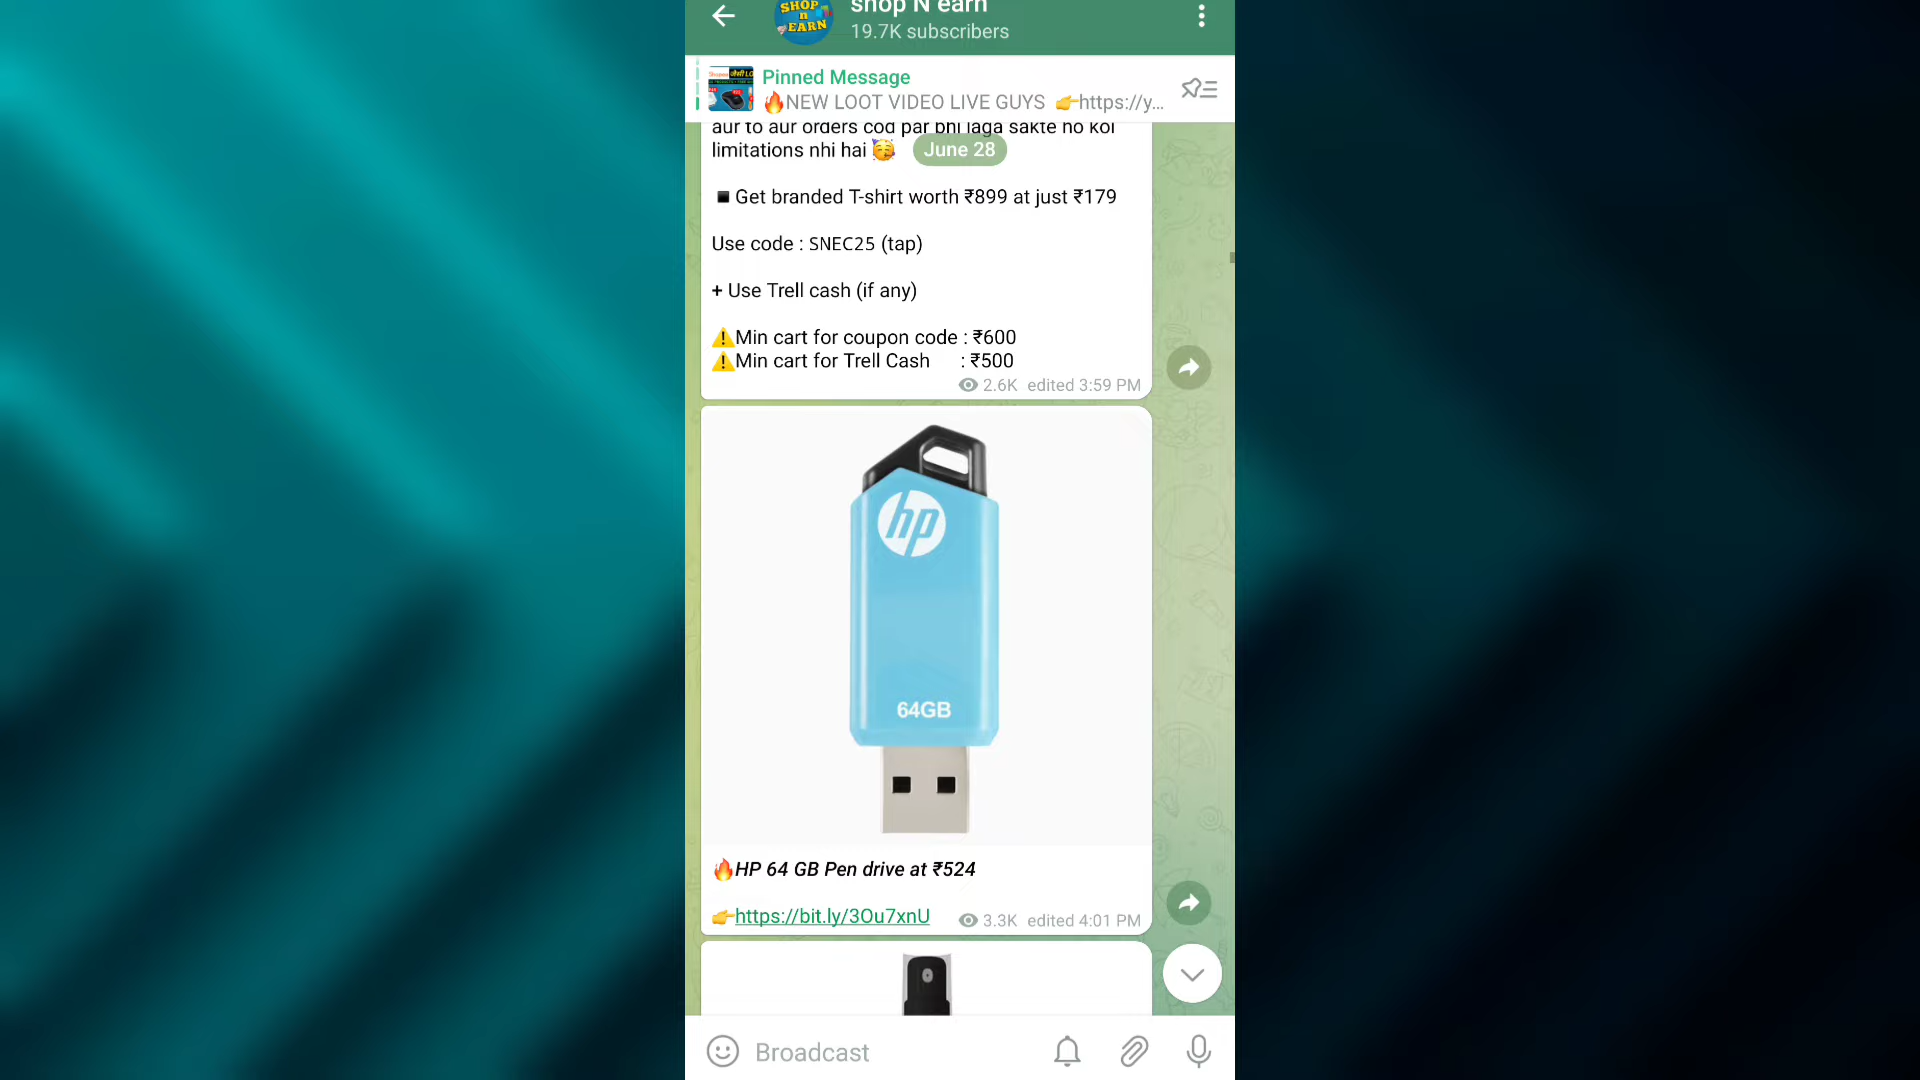 SHOP
n
EARN
shop N earn
19.7K subscribers
Pinned Message
🔥NEW LOOT VIDEO LIVE GUYS 👉https://y...
aur to aur orders cod par bhi laga sakte ho koi
limitations nhi hai 🥳
June 28
▪️Get branded T-shirt worth ₹899 at just ₹179
Use code : SNEC25 (tap)
+ Use Trell cash (if any)
⚠️Min cart for coupon code : ₹600
⚠️Min cart for Trell Cash : ₹500
2.6K edited 3:59 PM
hp
64GB
🔥HP 64 GB Pen drive at ₹524
👉https://bit.ly/3Ou7xnU 3.3K edited 4:01 PM
Broadcast